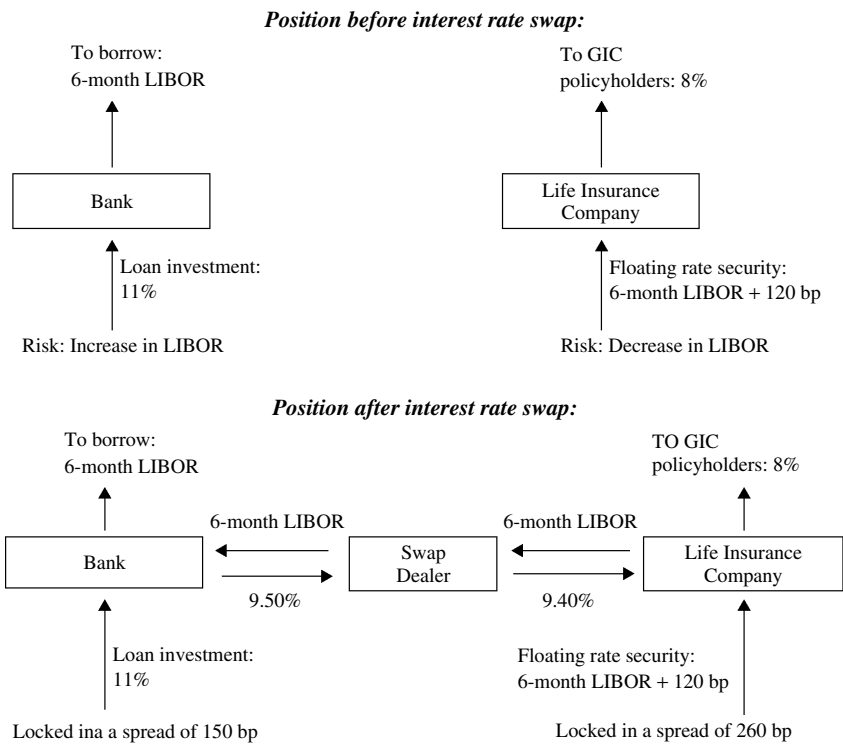 Position before interest rate swap:
To borrow:
6-month LIBOR
To GIC
policyholders: 8%
Bank
Life Insurance
Company
Loan investment:
11%
Floating rate security:
6-month LIBOR + 120 bp
Risk: Increase in LIBOR
Risk: Decrease in LIBOR
Position after interest rate swap:
To borrow:
6-month LIBOR
TO GIC
policyholders: 8%
6-month LIBOR
6-month LIBOR
Bank
Swap
Dealer
Life Insurance
Company
9.50%
9.40%
Loan investment:
11%
Floating rate security:
6-month LIBOR + 120 bp
Locked ina a spread of 150 bp
Locked in a spread of 260 bp